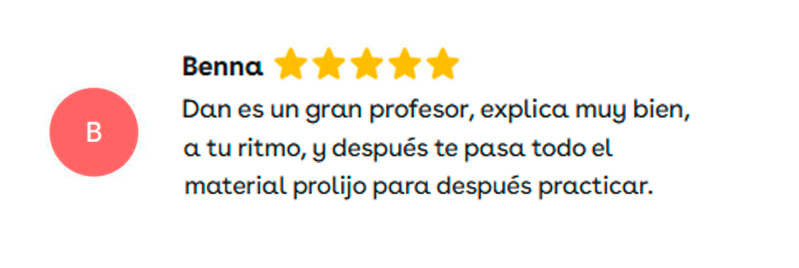 Benna
B
Dan es un gran profesor, explica muy bien,
a tu ritmo, y después te pasa todo el
material prolijo para después practicar.